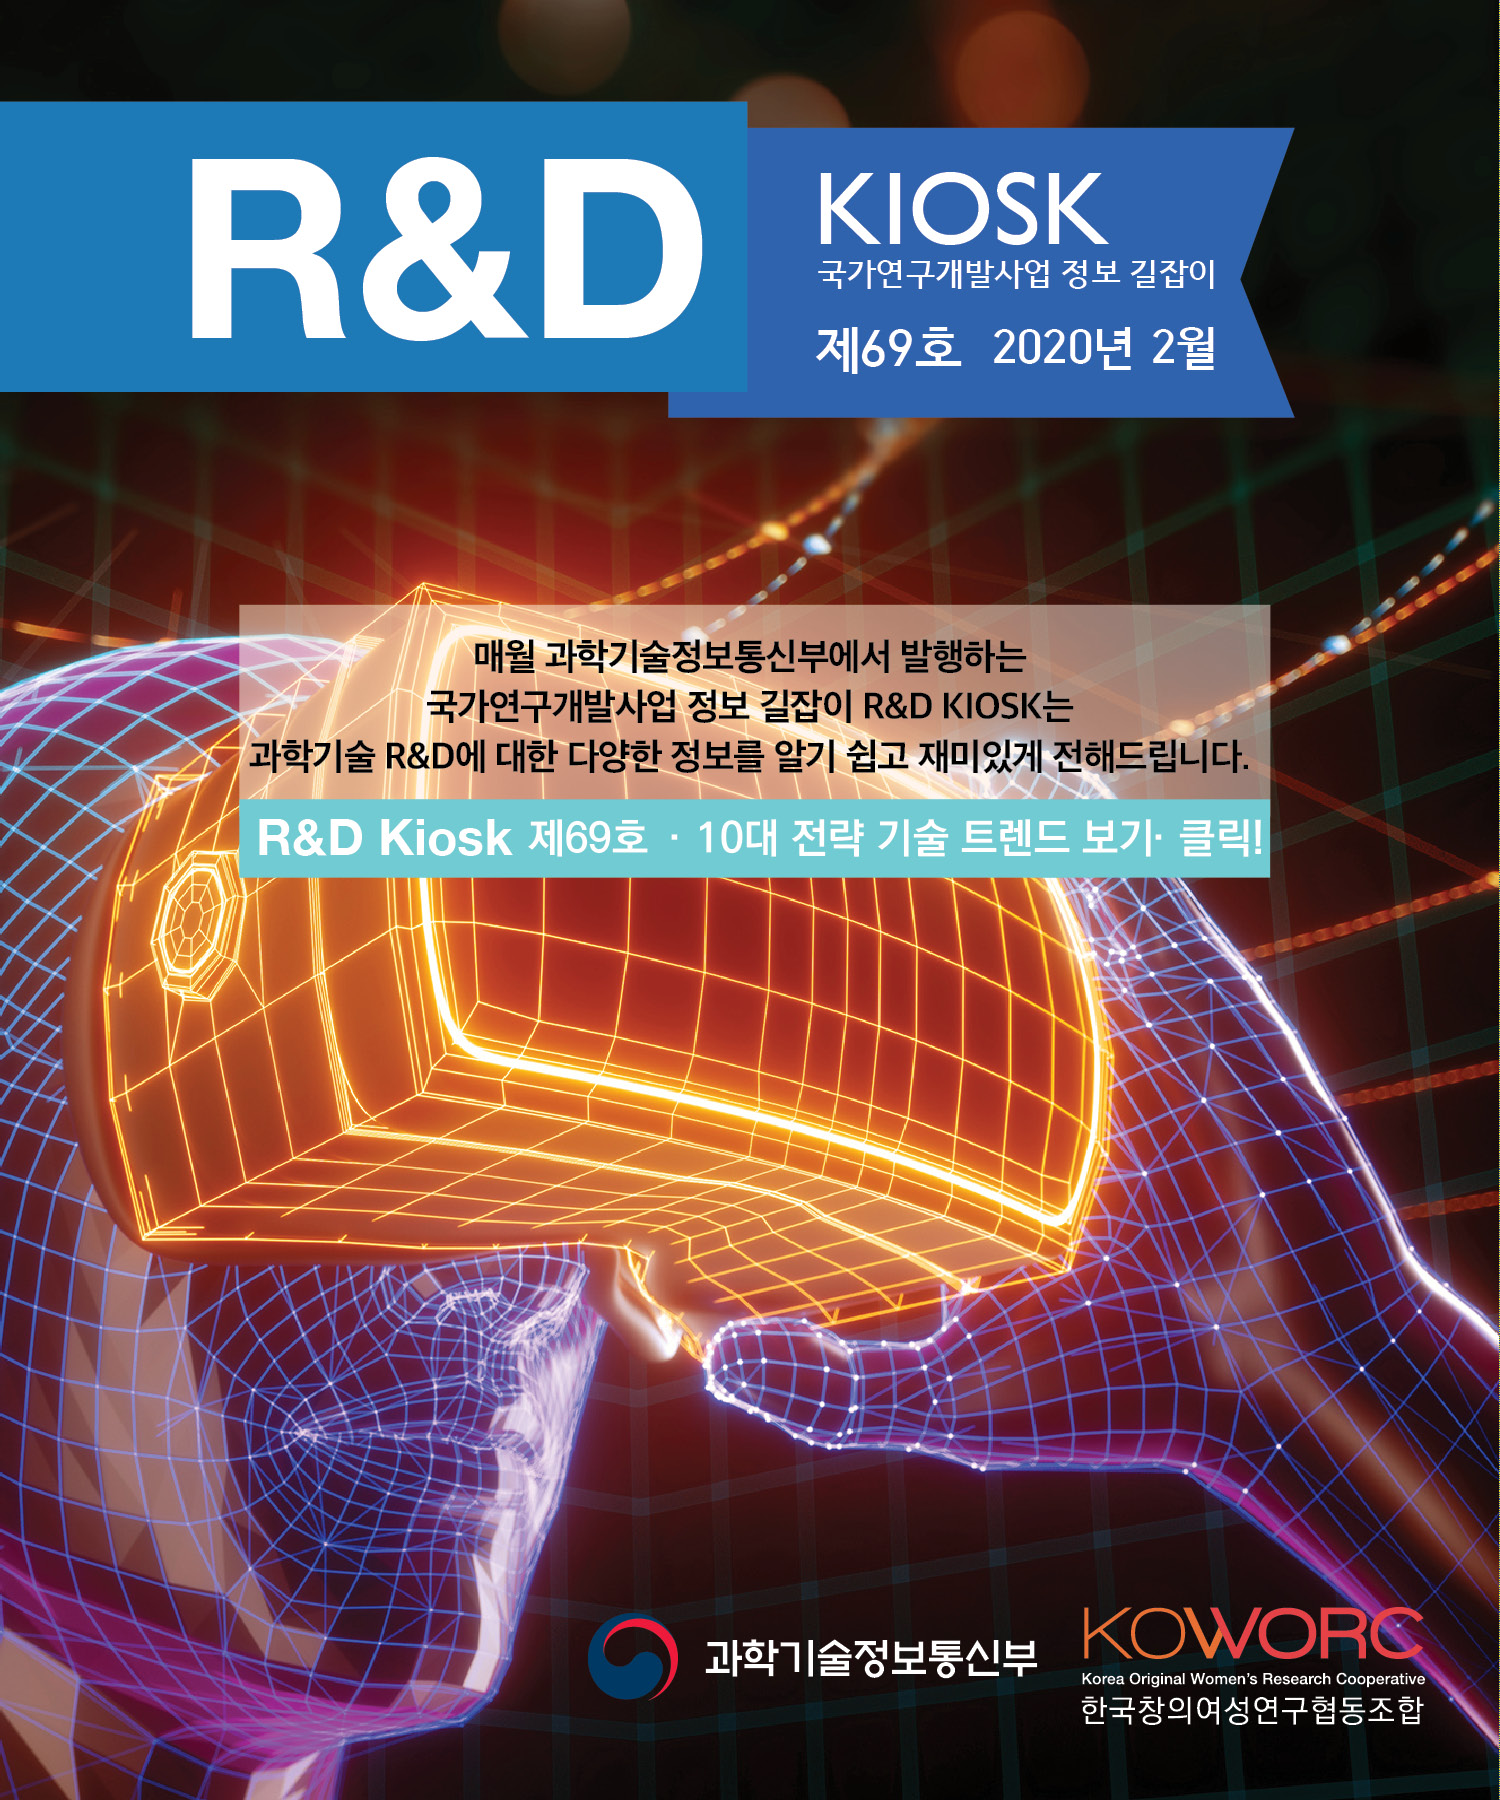 R&D
KIOSK
국가연구개발사업 정보 길잡이
제69호 2020년 2월
매월 과학기술정보통신부에서 발행하는
국가연구개발사업 정보 길잡이 R&D KIOSK는
과학기술 R&D에 대한 다양한 정보를 알기 쉽고 재미있게 전해드립니다.
R&D Kiosk 제69호 · 10대 전략 기술 트렌드 보기· 클릭!
과학기술정보통신부
KOWORC
Korea Original Women's Research Cooperative
한국창의여성연구협동조합